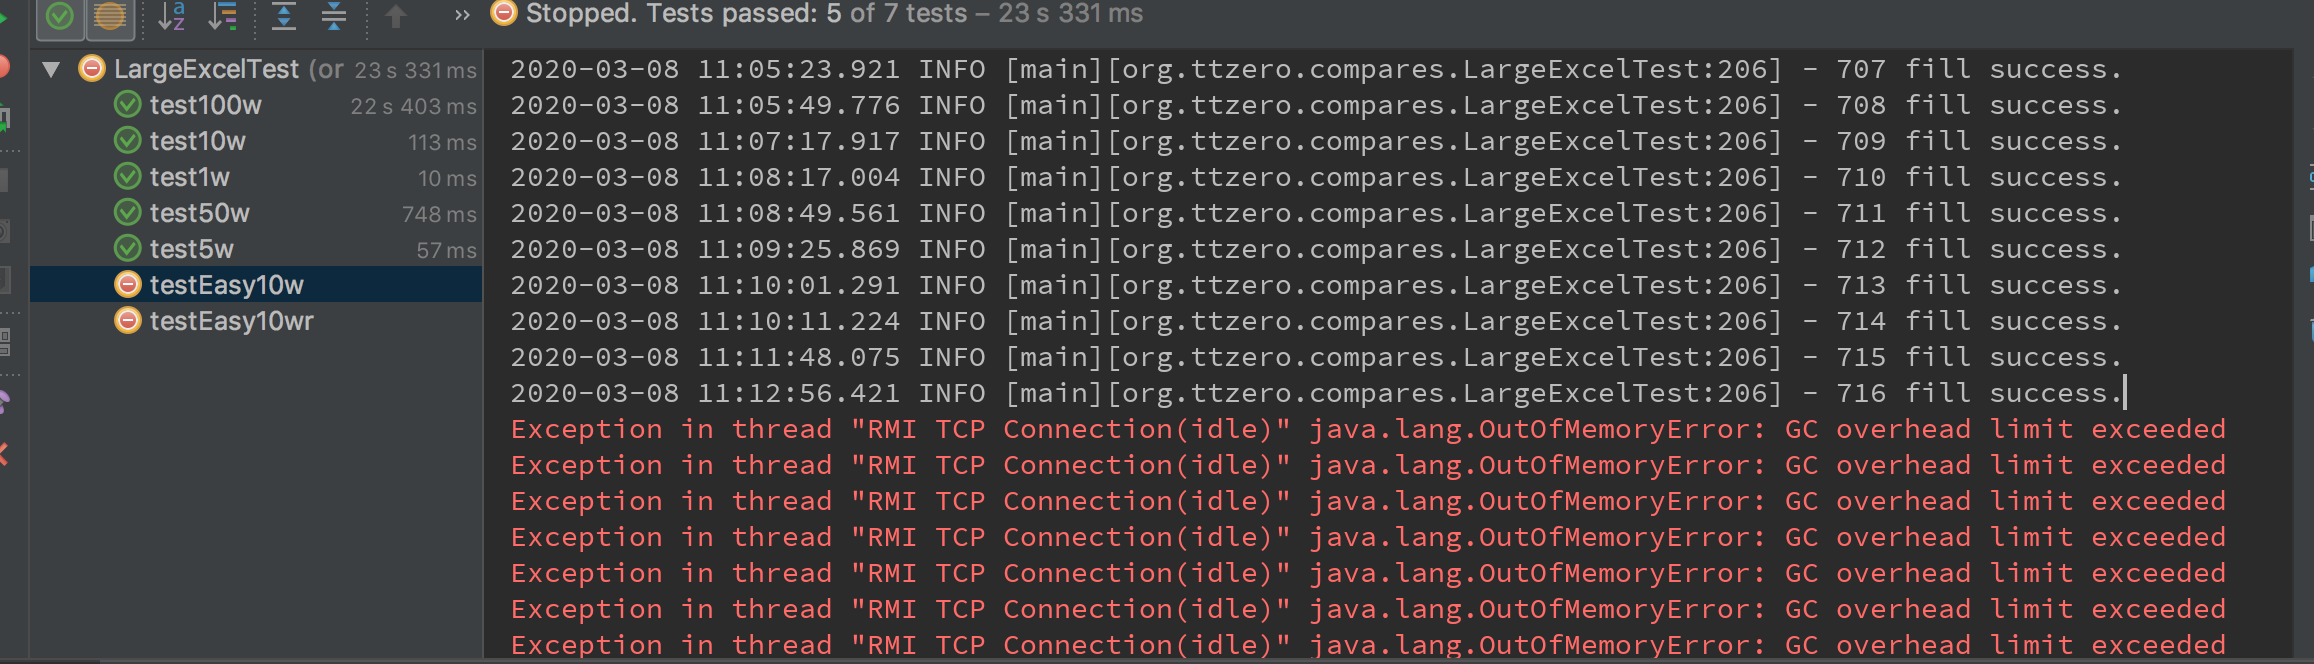 Stopped. Tests passed: 5 of 7 tests – 23 s 331 ms
LargeExcelTest (or 23 s 331 ms
test100w 22 s 403 ms
test10w 113 ms
test1w 10 ms
test50w 748 ms
test5w 57 ms
testEasy10w
testEasy10wr
2020-03-08 11:05:23.921 INFO [main][org.ttzero.compares.LargeExcelTest:206] - 707 fill success.
2020-03-08 11:05:49.776 INFO [main][org.ttzero.compares.LargeExcelTest:206] - 708 fill success.
2020-03-08 11:07:17.917 INFO [main][org.ttzero.compares.LargeExcelTest:206] - 709 fill success.
2020-03-08 11:08:17.004 INFO [main][org.ttzero.compares.LargeExcelTest:206] - 710 fill success.
2020-03-08 11:08:49.561 INFO [main][org.ttzero.compares.LargeExcelTest:206] - 711 fill success.
2020-03-08 11:09:25.869 INFO [main][org.ttzero.compares.LargeExcelTest:206] - 712 fill success.
2020-03-08 11:10:01.291 INFO [main][org.ttzero.compares.LargeExcelTest:206] - 713 fill success.
2020-03-08 11:10:11.224 INFO [main][org.ttzero.compares.LargeExcelTest:206] - 714 fill success.
2020-03-08 11:11:48.075 INFO [main][org.ttzero.compares.LargeExcelTest:206] - 715 fill success.
2020-03-08 11:12:56.421 INFO [main][org.ttzero.compares.LargeExcelTest:206] - 716 fill success.
Exception in thread "RMI TCP Connection(idle)" java.lang.OutOfMemoryError: GC overhead limit exceeded
Exception in thread "RMI TCP Connection(idle)" java.lang.OutOfMemoryError: GC overhead limit exceeded
Exception in thread "RMI TCP Connection(idle)" java.lang.OutOfMemoryError: GC overhead limit exceeded
Exception in thread "RMI TCP Connection(idle)" java.lang.OutOfMemoryError: GC overhead limit exceeded
Exception in thread "RMI TCP Connection(idle)" java.lang.OutOfMemoryError: GC overhead limit exceeded
Exception in thread "RMI TCP Connection(idle)" java.lang.OutOfMemoryError: GC overhead limit exceeded
Exception in thread "RMI TCP Connection(idle)" java.lang.OutOfMemoryError: GC overhead limit exceeded